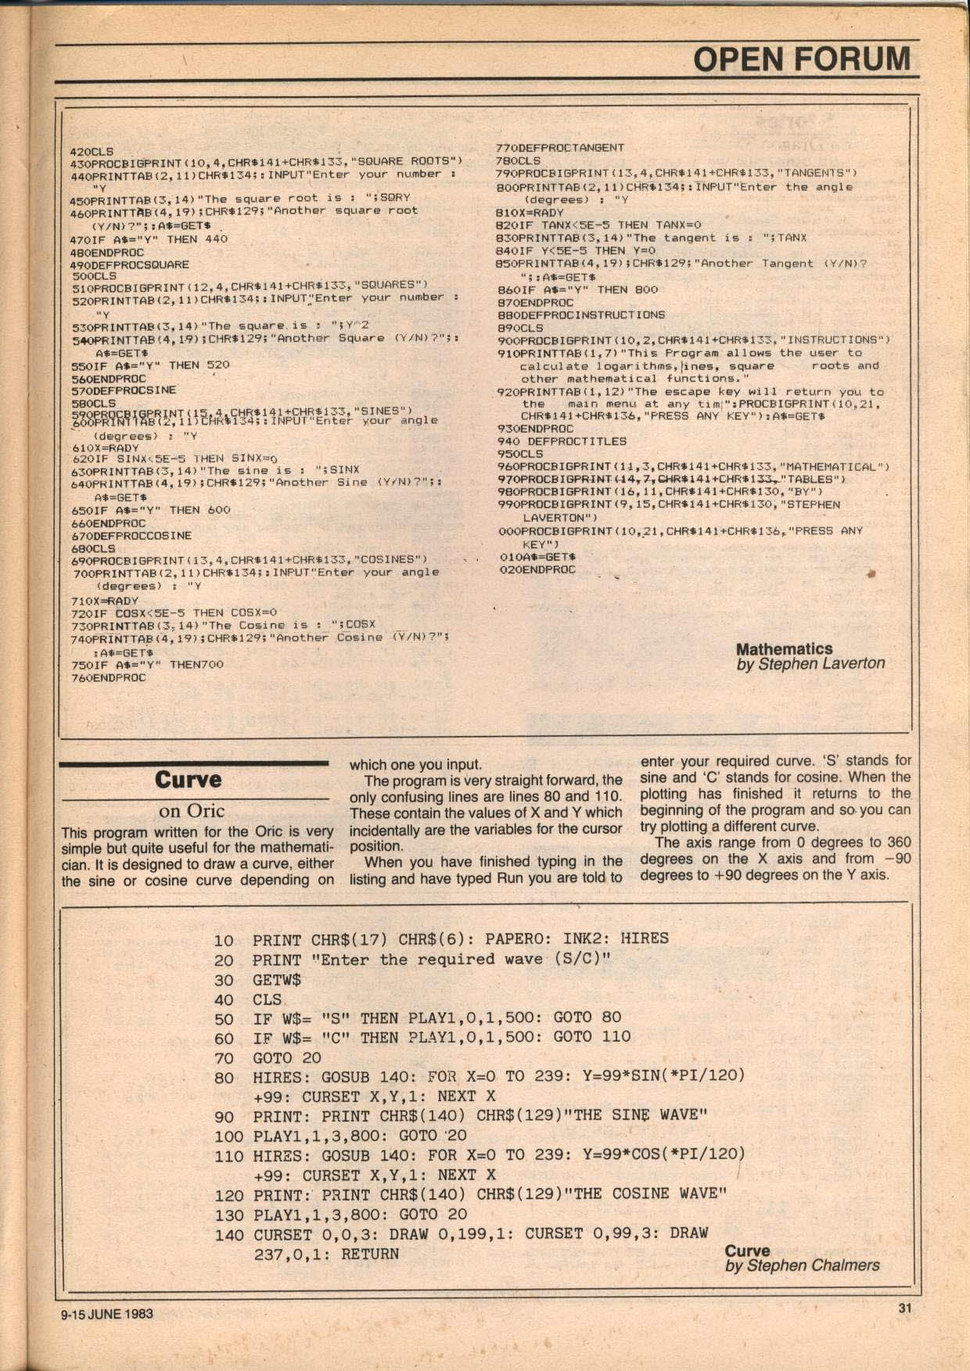 OPEN FORUM
420CLS
430PROCBIGPRINT(10,4,CHR$141+CHR$133,"SQUARE ROOTS")
440PRINTTAB(2,11)CHR$134;:INPUT"Enter your number :
"Y
450PRINTTAB(3,14)"The square root is : ";SQRY
460PRINTTAB(4,19);CHR$129;"Another square root
(Y/N)?";:A$=GET$
470IF A$="Y" THEN 440
480ENDPROC
490DEFPROCSQUARE
500CLS
510PROCBIGPRINT(12,4,CHR$141+CHR$133,"SQUARES")
520PRINTTAB(2,11)CHR$134;:INPUT"Enter your number :
"Y
530PRINTTAB(3,14)"The square is : ";Y^2
540PRINTTAB(4,19);CHR$129;"Another Square (Y/N)?";:
A$=GET$
550IF A$="Y" THEN 520
560ENDPROC
570DEFPROCSINE
580CLS
590PROCBIGPRINT(15,4,CHR$141+CHR$133,"SINES")
600PRINTTAB(2,11)CHR$134;:INPUT"Enter your angle
(degrees) : "Y
610X=RADY
620IF SINX<5E-5 THEN SINX=0
630PRINTTAB(3,14)"The sine is : ";SINX
640PRINTTAB(4,19);CHR$129;"Another Sine (Y/N)?";:
A$=GET$
650IF A$="Y" THEN 600
660ENDPROC
670DEFPROCCOSINE
680CLS
690PROCBIGPRINT(13,4,CHR$141+CHR$133,"COSINES")
700PRINTTAB(2,11)CHR$134;:INPUT"Enter your angle
(degrees) : "Y
710X=RADY
720IF COSX<5E-5 THEN COSX=0
730PRINTTAB(3,14)"The Cosine is : ";COSX
740PRINTTAB(4,19);CHR$129;"Another Cosine (Y/N)?";
:A$=GET$
750IF A$="Y" THEN700
760ENDPROC
770DEFPROCTANGENT
780CLS
790PROCBIGPRINT(13,4,CHR$141+CHR$133,"TANGENTS")
800PRINTTAB(2,11)CHR$134;:INPUT"Enter the angle
(degrees) : "Y
810X=RADY
820IF TANX<5E-5 THEN TANX=0
830PRINTTAB(3,14)"The tangent is : ";TANX
840IF Y<5E-5 THEN Y=0
850PRINTTAB(4,19);CHR$129;"Another Tangent (Y/N)?
";:A$=GET$
860IF A$="Y" THEN 800
870ENDPROC
880DEFPROCINSTRUCTIONS
890CLS
900PROCBIGPRINT(10,2,CHR$141+CHR$133,"INSTRUCTIONS")
910PRINTTAB(1,7)"This Program allows the user to
calculate logarithms,sines, square roots and
other mathematical functions."
920PRINTTAB(1,12)"The escape key will return you to
the main menu at any tim":PROCBIGPRINT(10,21,
CHR$141+CHR$136,"PRESS ANY KEY"):A$=GET$
930ENDPROC
940 DEFPROCTITLES
950CLS
960PROCBIGPRINT(11,3,CHR$141+CHR$133,"MATHEMATICAL")
970PROCBIGPRINT(14,7,CHR$141+CHR$133,"TABLES")
980PROCBIGPRINT(16,11,CHR$141+CHR$130,"BY")
990PROCBIGPRINT(9,15,CHR$141+CHR$130,"STEPHEN
LAVERTON")
000PROCBIGPRINT(10,21,CHR$141+CHR$136,"PRESS ANY
KEY")
010A$=GET$
020ENDPROC
Mathematics
by Stephen Laverton
Curve
on Oric
This program written for the Oric is very
simple but quite useful for the mathemati-
cian. It is designed to draw a curve, either
the sine or cosine curve depending on
which one you input.
The program is very straight forward, the
only confusing lines are lines 80 and 110.
These contain the values of X and Y which
incidentally are the variables for the cursor
position.
When you have finished typing in the
listing and have typed Run you are told to
enter your required curve. ‘S’ stands for
sine and ‘C’ stands for cosine. When the
plotting has finished it returns to the
beginning of the program and so you can
try plotting a different curve.
The axis range from 0 degrees to 360
degrees on the X axis and from −90
degrees to +90 degrees on the Y axis.
10 PRINT CHR$(17) CHR$(6): PAPERO: INK2: HIRES
20 PRINT "Enter the required wave (S/C)"
30 GETW$
40 CLS
50 IF W$= "S" THEN PLAY1,0,1,500: GOTO 80
60 IF W$= "C" THEN PLAY1,0,1,500: GOTO 110
70 GOTO 20
80 HIRES: GOSUB 140: FOR X=0 TO 239: Y=99*SIN(*PI/120)
+99: CURSET X,Y,1: NEXT X
90 PRINT: PRINT CHR$(140) CHR$(129)"THE SINE WAVE"
100 PLAY1,1,3,800: GOTO 20
110 HIRES: GOSUB 140: FOR X=0 TO 239: Y=99*COS(*PI/120)
+99: CURSET X,Y,1: NEXT X
120 PRINT: PRINT CHR$(140) CHR$(129)"THE COSINE WAVE"
130 PLAY1,1,3,800: GOTO 20
140 CURSET 0,0,3: DRAW 0,199,1: CURSET 0,99,3: DRAW
237,0,1: RETURN
Curve
by Stephen Chalmers
9-15 JUNE 1983
31